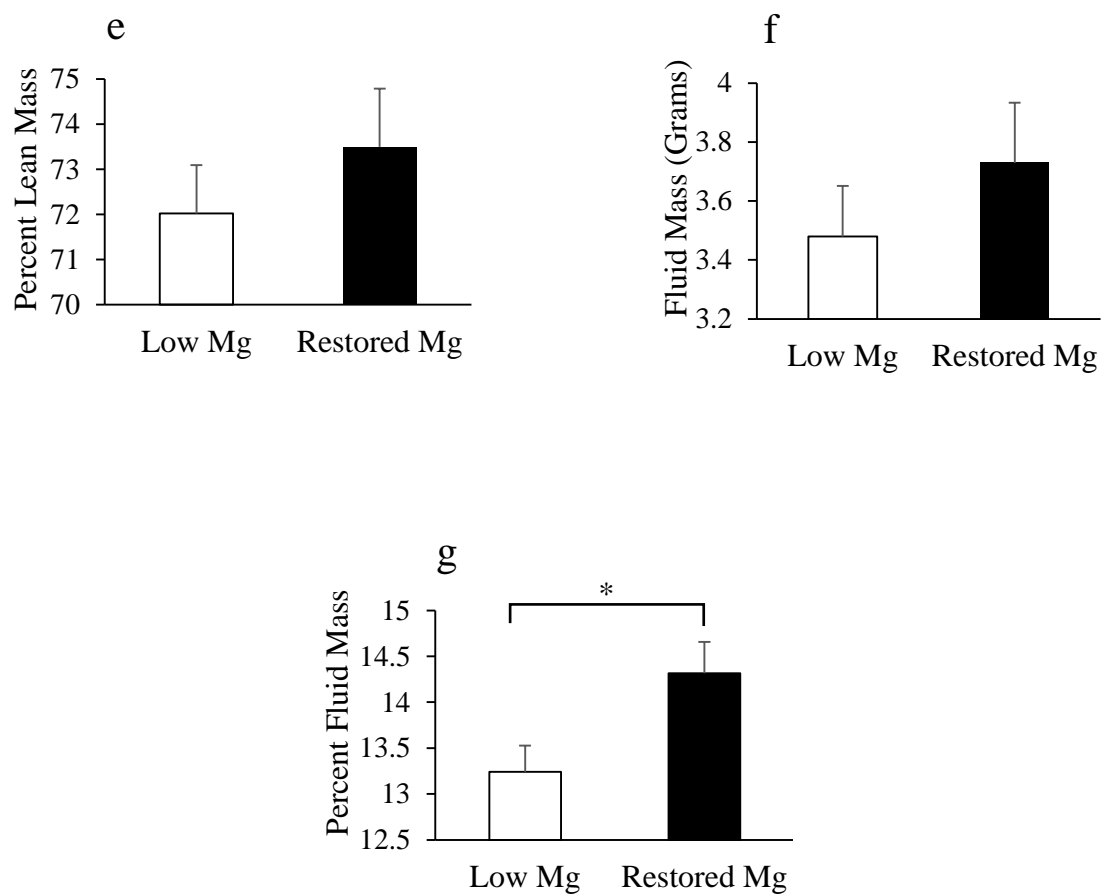 e
Percent Lean Mass
75
74
73
72
71
70
Low Mg
Restored Mg
f
Fluid Mass (Grams)
4
3.8
3.6
3.4
3.2
Low Mg
Restored Mg
g
Percent Fluid Mass
15
14.5
14
13.5
13
12.5
*
Low Mg
Restored Mg